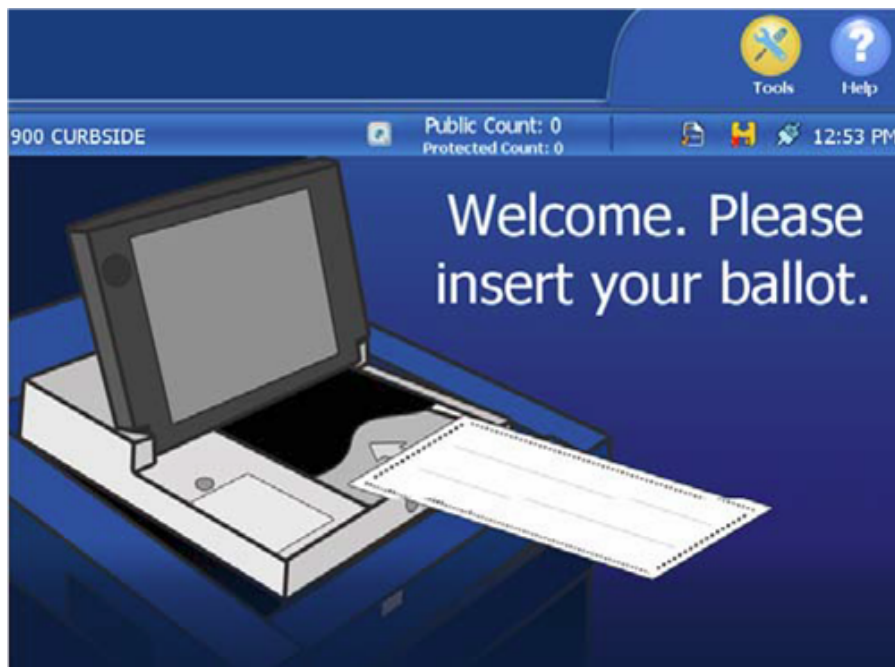 Tools
Help
900 CURBSIDE
Public Count: 0
Protected Count: 0
12:53 PM
Welcome. Please
insert your ballot.